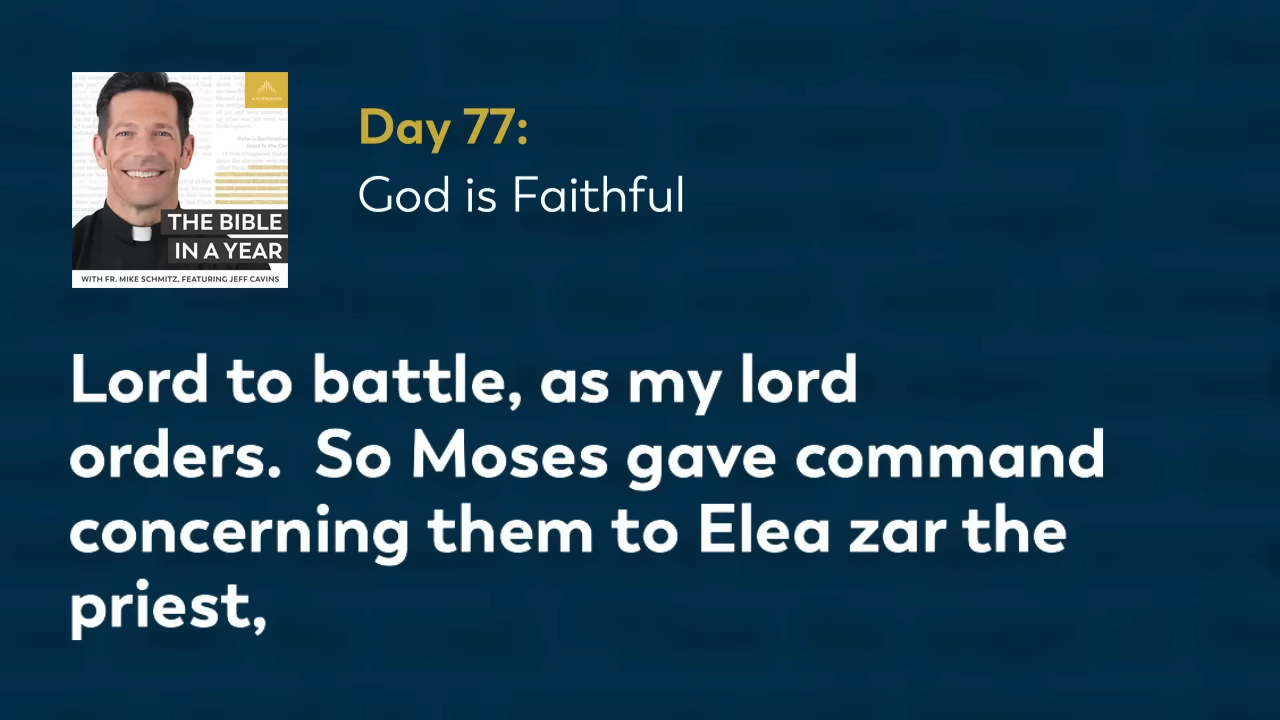 Day 77:
God is Faithful
THE BIBLE
IN A YEAR
WITH FR. MIKE SCHMITZ, FEATURING JEFF CAVINS
Lord to battle, as my lord
orders.  So Moses gave command
concerning them to Elea zar the
priest,